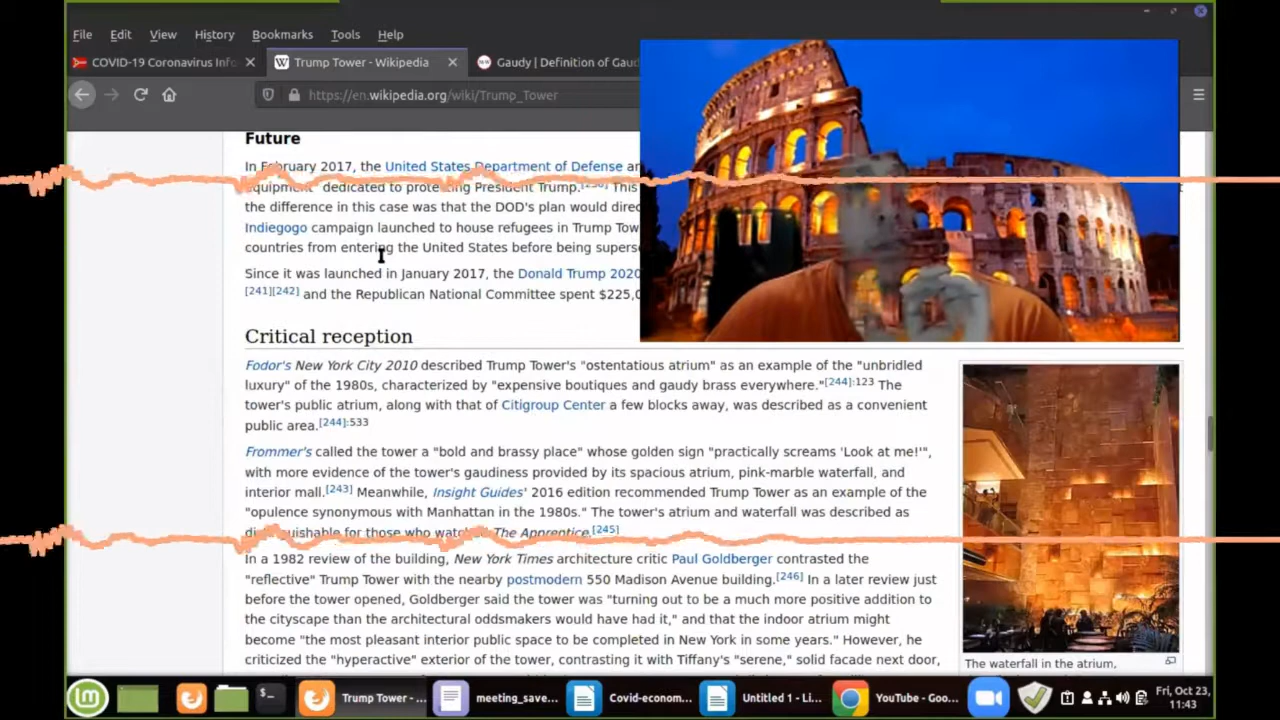 File Edit View History Bookmarks Tools Help
COVID-19 Coronavirus Info
Trump Tower - Wikipedia
Gaudy | Definition of Gaud
https://en.wikipedia.org/wiki/Trump_Tower
Future
In February 2017, the United States Department of Defense
equipment" dedicated to protecting President Trump. This
the difference in this case was that the DOD's plan would direc
Indiegogo campaign launched to house refugees in Trump Tow
countries from entering the United States before being superse
Since it was launched in January 2017, the Donald Trump 2020
[241][242] and the Republican National Committee spent $225,0
Critical reception
Fodor's New York City 2010 described Trump Tower's "ostentatious atrium" as an example of the "unbridled
luxury" of the 1980s, characterized by "expensive boutiques and gaudy brass everywhere."[244]:123 The
tower's public atrium, along with that of Citigroup Center a few blocks away, was described as a convenient
public area.[244]:533
Frommer's called the tower a "bold and brassy place" whose golden sign "practically screams 'Look at me!'",
with more evidence of the tower's gaudiness provided by its spacious atrium, pink-marble waterfall, and
interior mall.[243] Meanwhile, Insight Guides' 2016 edition recommended Trump Tower as an example of the
"opulence synonymous with Manhattan in the 1980s." The tower's atrium and waterfall was described as
distinguishable for those who watched The Apprentice.[245]
In a 1982 review of the building, New York Times architecture critic Paul Goldberger contrasted the
"reflective" Trump Tower with the nearby postmodern 550 Madison Avenue building.[246] In a later review just
before the tower opened, Goldberger said the tower was "turning out to be a much more positive addition to
the cityscape than the architectural oddsmakers would have had it," and that the indoor atrium might
become "the most pleasant interior public space to be completed in New York in some years." However, he
criticized the "hyperactive" exterior of the tower, contrasting it with Tiffany's "serene," solid facade next door,
The waterfall in the atrium,
Trump Tower - ...
meeting_save...
Covid-econom...
Untitled 1 - Li...
YouTube - Goo...
Fri, Oct 23,
11:43